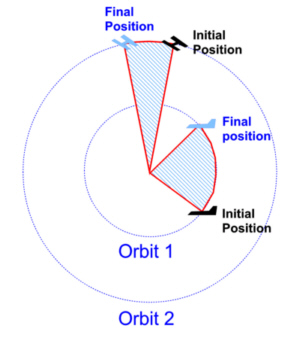 Final
Position
Initial
Position
Final
position
Initial
Position
Orbit 1
Orbit 2